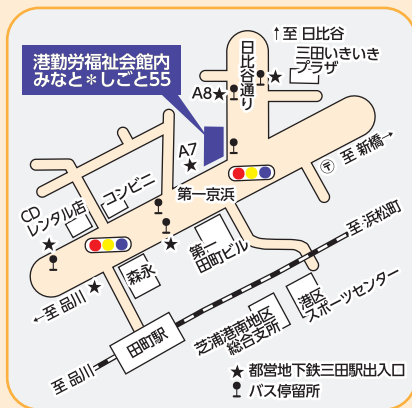 港勤労福祉会館内
みなと＊しごと55
↑至 日比谷
三田いきいき
プラザ
日比谷通り
A8★
A7
★
〒
至 新橋→
第一京浜
コンビニ
CD
レンタル店
第一
田町ビル
森永
←至 品川
至 浜松町
田町駅
至 品川
芝浦港南地区
総合支所
港区
スポーツセンター
★ 都営地下鉄三田駅出入口
バス停留所